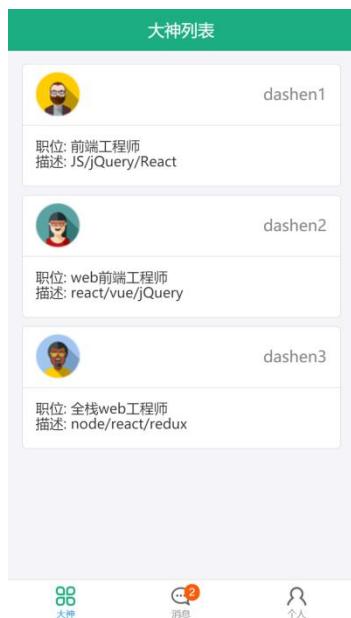 大神列表
dashen1
职位: 前端工程师
描述: JS/jQuery/React
dashen2
职位: web前端工程师
描述: react/vue/jQuery
dashen3
职位: 全栈web工程师
描述: node/react/redux
2
大神 消息 个人